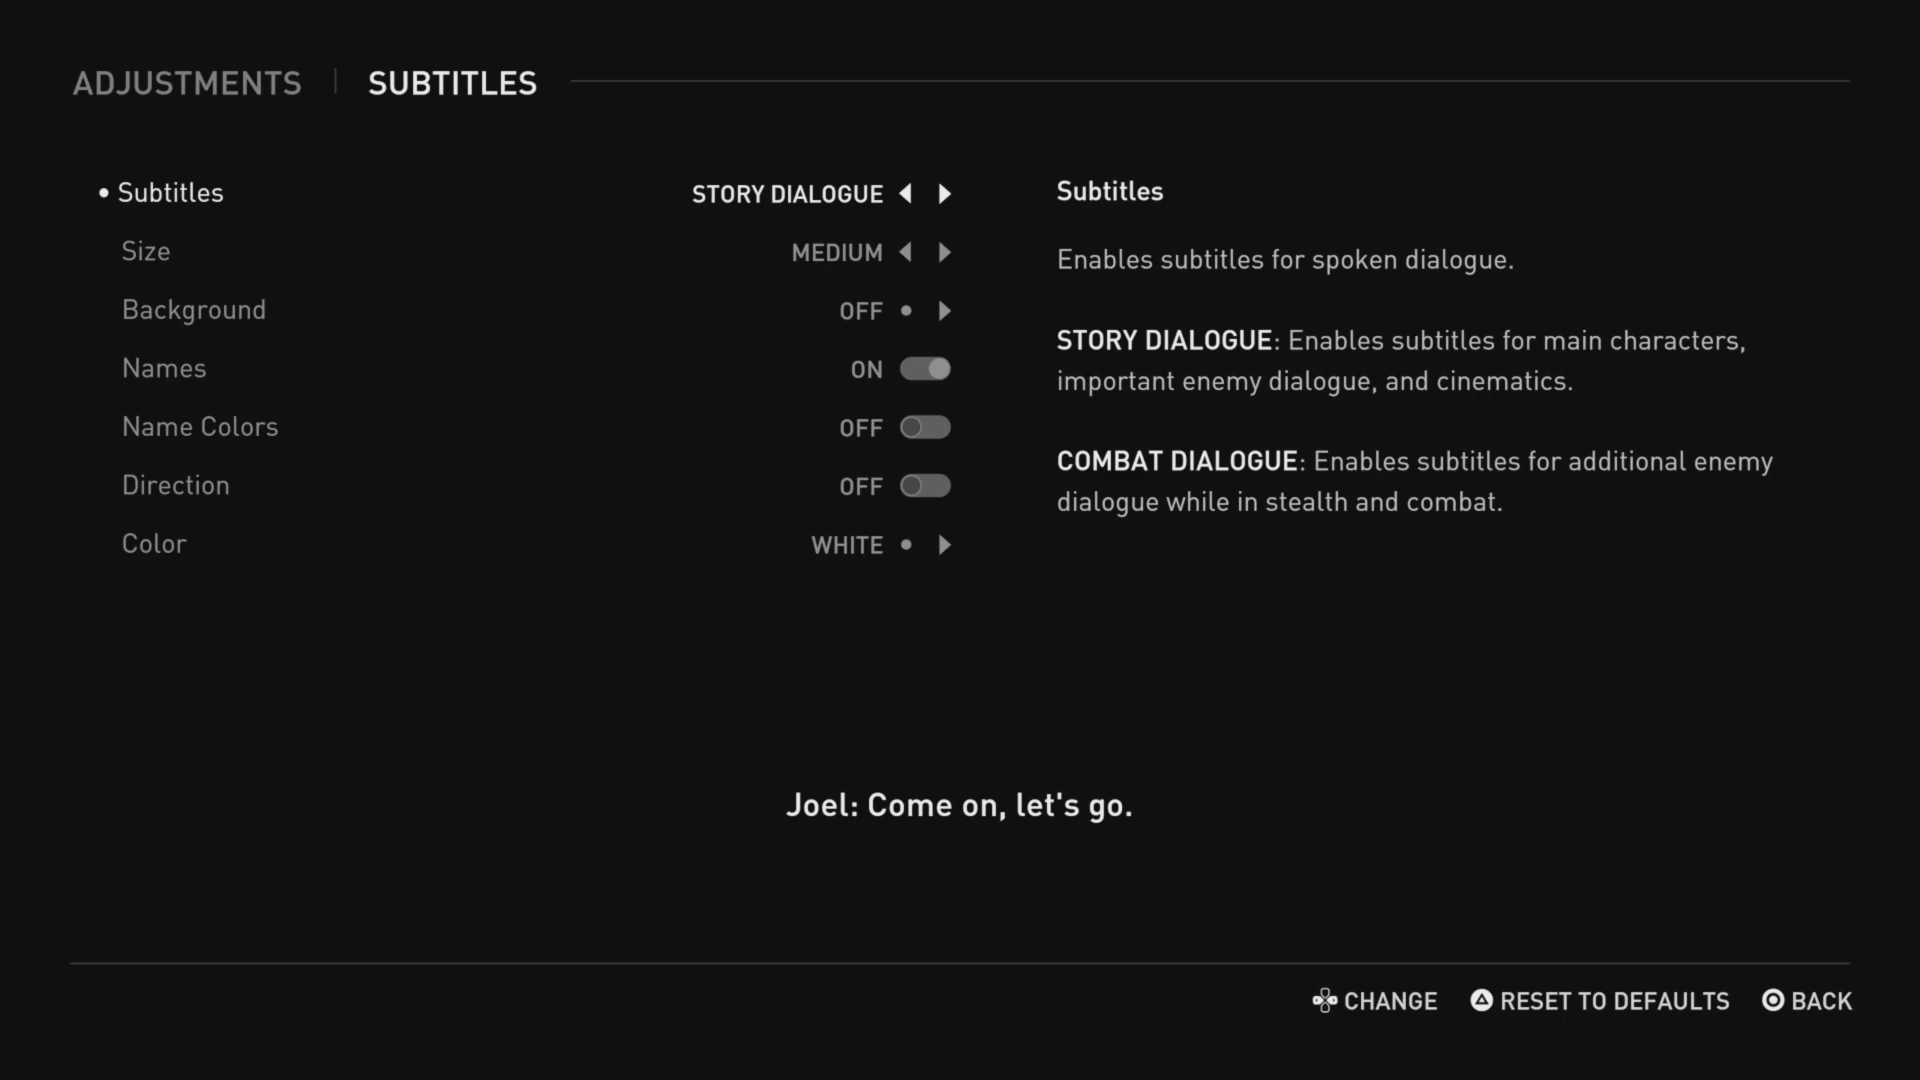 ADJUSTMENTS | SUBTITLES
• Subtitles STORY DIALOGUE
Size MEDIUM
Background OFF
Names ON
Name Colors OFF
Direction OFF
Color WHITE
Subtitles
Enables subtitles for spoken dialogue.
STORY DIALOGUE: Enables subtitles for main characters,
important enemy dialogue, and cinematics.
COMBAT DIALOGUE: Enables subtitles for additional enemy
dialogue while in stealth and combat.
Joel: Come on, let's go.
CHANGE RESET TO DEFAULTS BACK